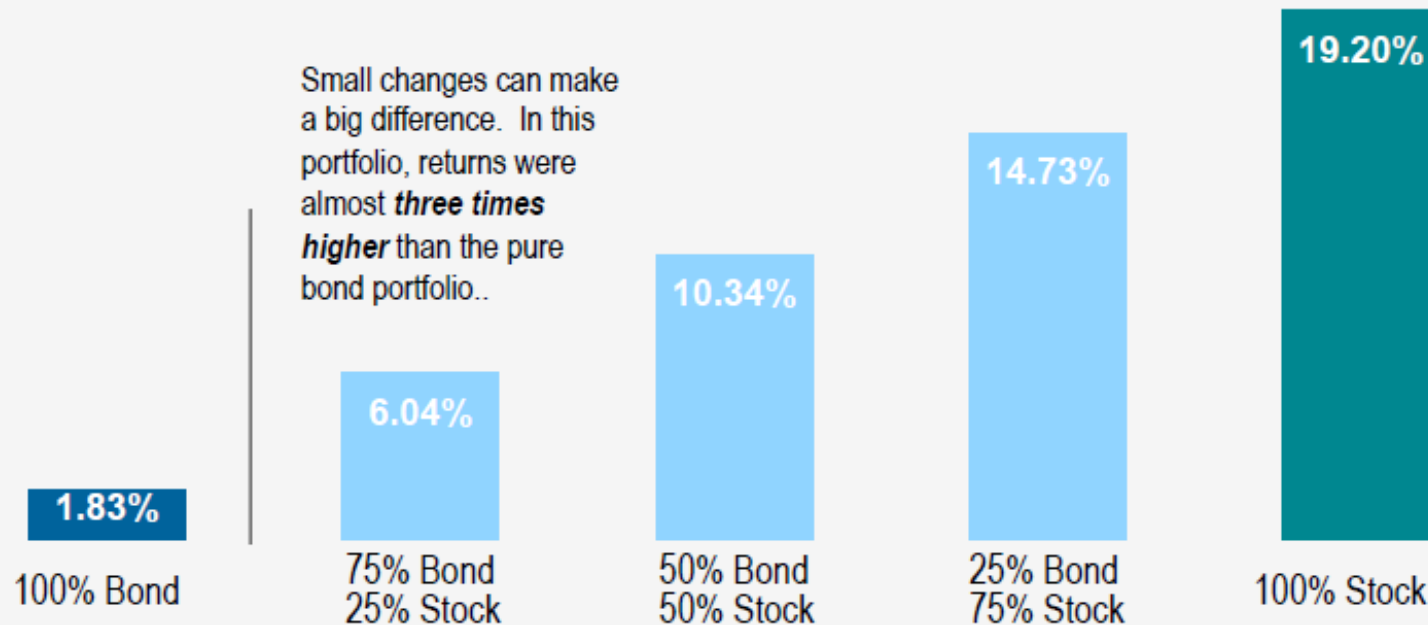 19.20%
Small changes can make
a big difference. In this
portfolio, returns were
almost three times
higher than the pure
bond portfolio..
14.73%
10.34%
6.04%
1.83%
100% Bond
75% Bond
25% Stock
50% Bond
50% Stock
25% Bond
75% Stock
100% Stock